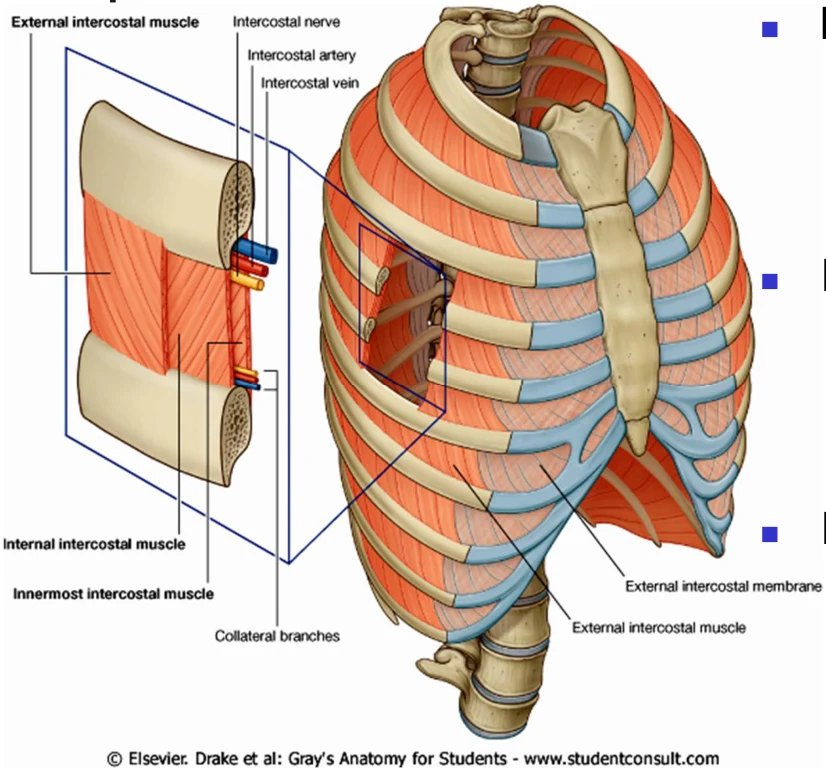 External intercostal muscle
Intercostal nerve
Intercostal artery
Intercostal vein
Internal intercostal muscle
Innermost intercostal muscle
Collateral branches
External intercostal membrane
External intercostal muscle
© Elsevier. Drake et al: Gray's Anatomy for Students - www.studentconsult.com